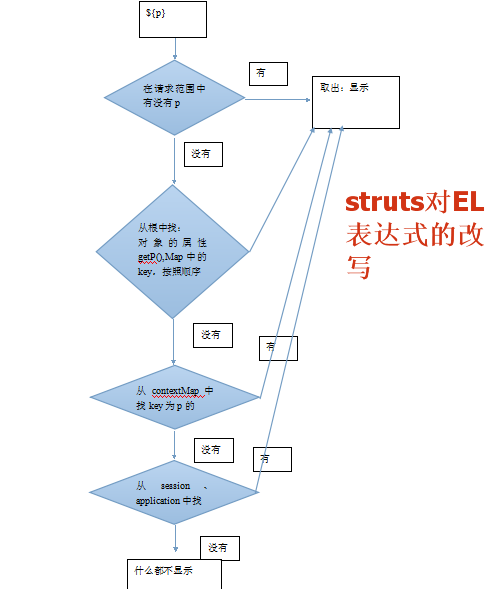 ${p}
在请求范围中
有没有 p
有
取出：显示
没有
从根中找：
对象的属性
getP(),Map 中的
key，按照顺序
struts对EL
表达式的改
写
没有
有
从 contextMap 中
找 key 为 p 的
没有
有
从 session 、
application 中找
没有
什么都不显示